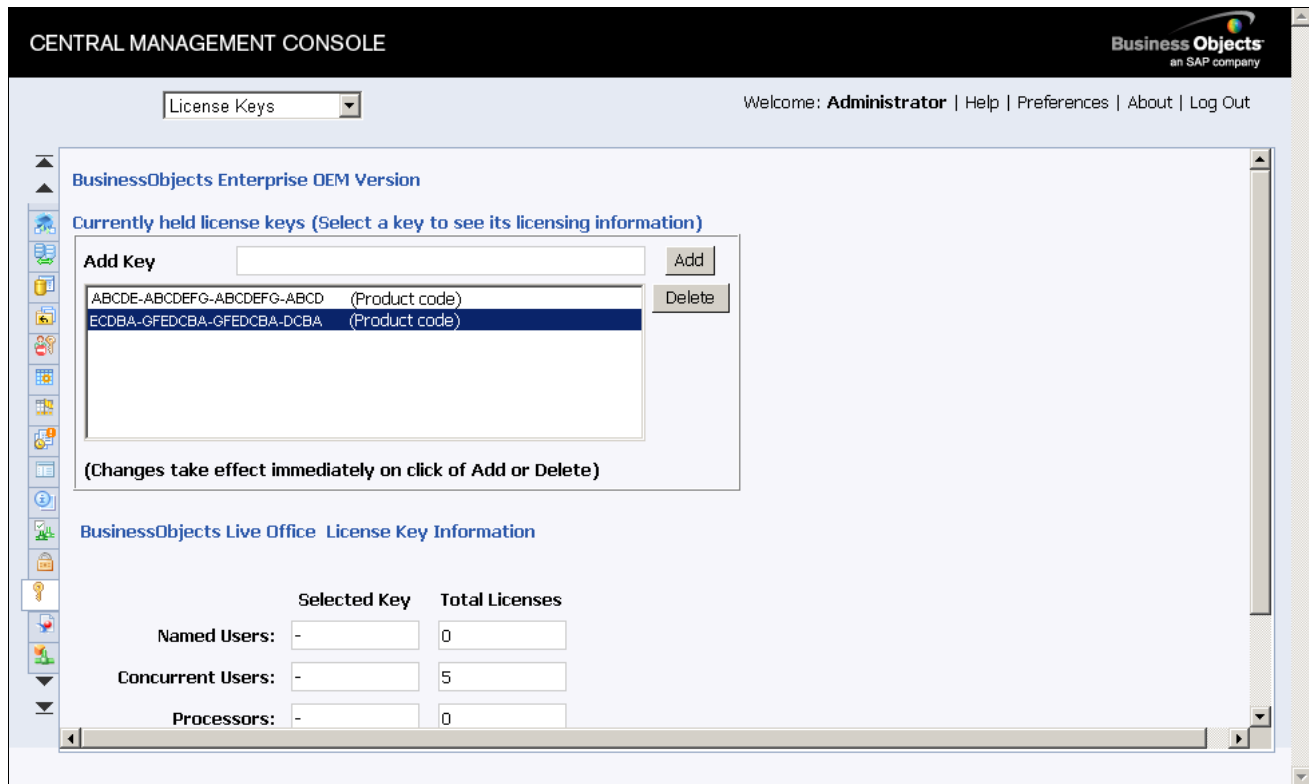 CENTRAL MANAGEMENT CONSOLE
Business Objects
an SAP company
License Keys
Welcome: Administrator | Help | Preferences | About | Log Out
BusinessObjects Enterprise OEM Version
Currently held license keys (Select a key to see its licensing information)
Add Key Add
ABCDE-ABCDEFG-ABCDEFG-ABCD (Product code) Delete
ECDBA-GFEDCBA-GFEDCBA-DCBA (Product code)
(Changes take effect immediately on click of Add or Delete)
BusinessObjects Live Office License Key Information
Selected Key Total Licenses
Named Users: - 0
Concurrent Users: - 5
Processors: - 0